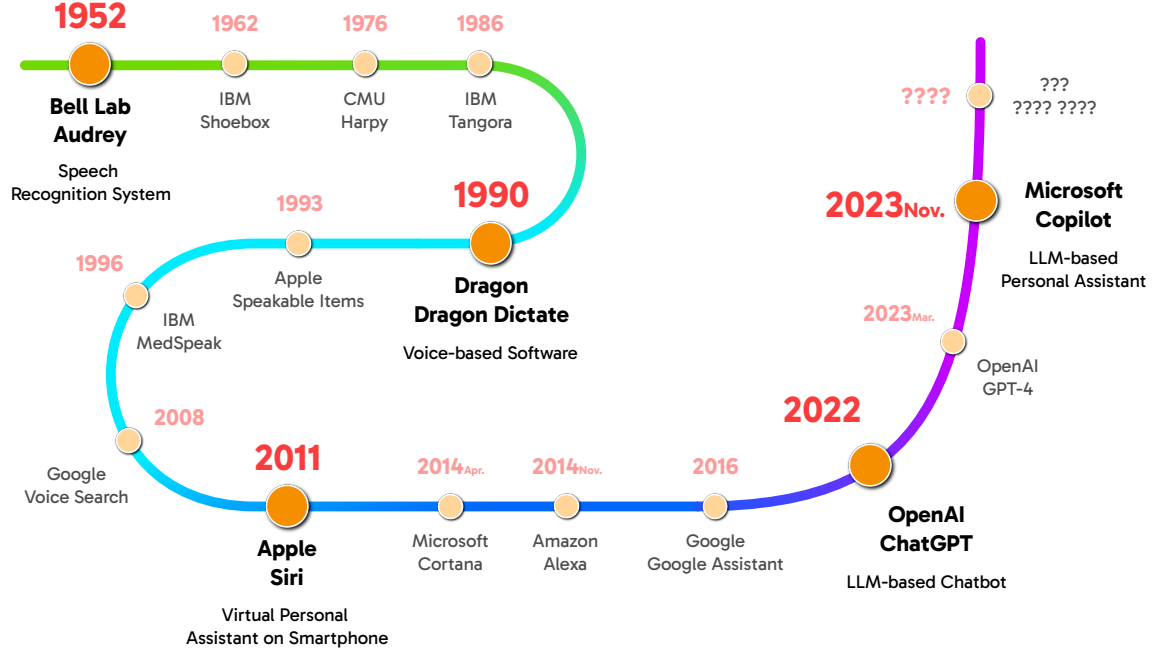 1952
Bell Lab
Audrey
Speech
Recognition System
1962
IBM
Shoebox
1976
CMU
Harpy
1986
IBM
Tangora
1990
Dragon
Dragon Dictate
Voice-based Software
1993
Apple
Speakable Items
1996
IBM
MedSpeak
2008
Google
Voice Search
2011
Apple
Siri
Virtual Personal
Assistant on Smartphone
2014Apr.
Microsoft
Cortana
2014Nov.
Amazon
Alexa
2016
Google
Google Assistant
2022
OpenAI
ChatGPT
LLM-based Chatbot
2023Mar.
OpenAI
GPT-4
2023Nov.
Microsoft
Copilot
LLM-based
Personal Assistant
????
???
???? ????